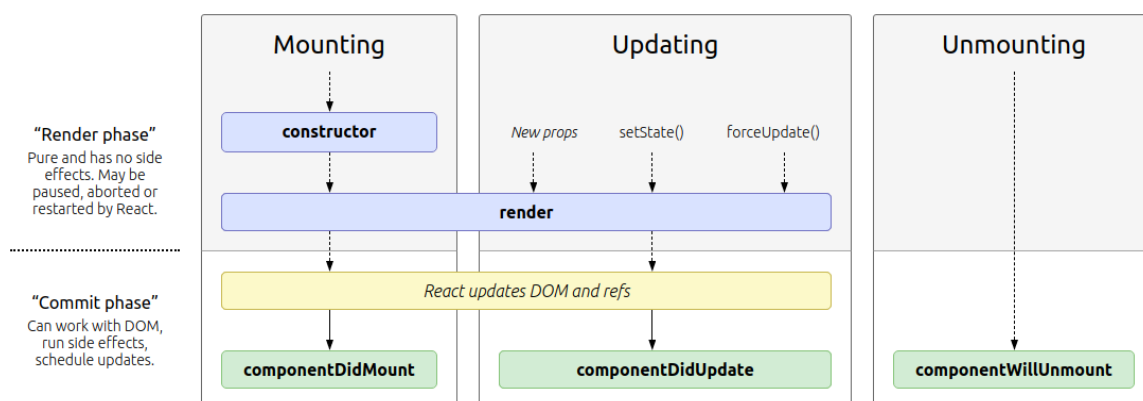 Mounting
Updating
Unmounting
“Render phase”
Pure and has no side
effects. May be
paused, aborted or
restarted by React.
constructor
New props
setState()
forceUpdate()
render
“Commit phase”
Can work with DOM,
run side effects,
schedule updates.
React updates DOM and refs
componentDidMount
componentDidUpdate
componentWillUnmount